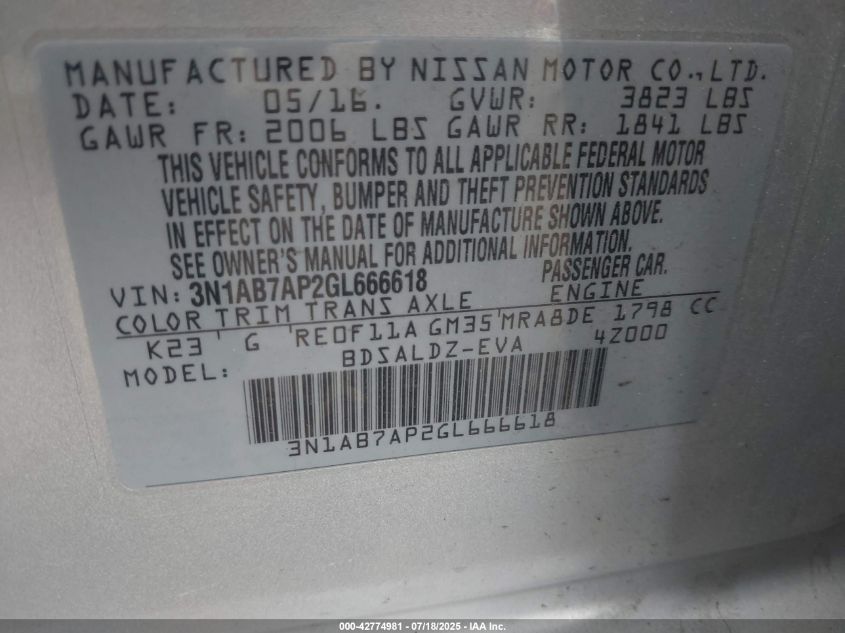 MANUFACTURED BY NISSAN MOTOR CO., LTD.
DATE: 05/16. GVWR: 3823 LBS
GAWR FR: 2006 LBS GAWR RR: 1841 LBS
THIS VEHICLE CONFORMS TO ALL APPLICABLE FEDERAL MOTOR
VEHICLE SAFETY, BUMPER AND THEFT PREVENTION STANDARDS
IN EFFECT ON THE DATE OF MANUFACTURE SHOWN ABOVE.
SEE OWNER'S MANUAL FOR ADDITIONAL INFORMATION.
VIN: 3N1AB7AP2GL666618 PASSENGER CAR.
COLOR TRIM TRANS AXLE ENGINE
K23 G RE0F11A GM35 MRA8DE 1798 CC
MODEL: BDSALDZ-EVA 4Z000
3N1AB7AP2GL666618
000-42774981 - 07/18/2025 - IAA Inc.